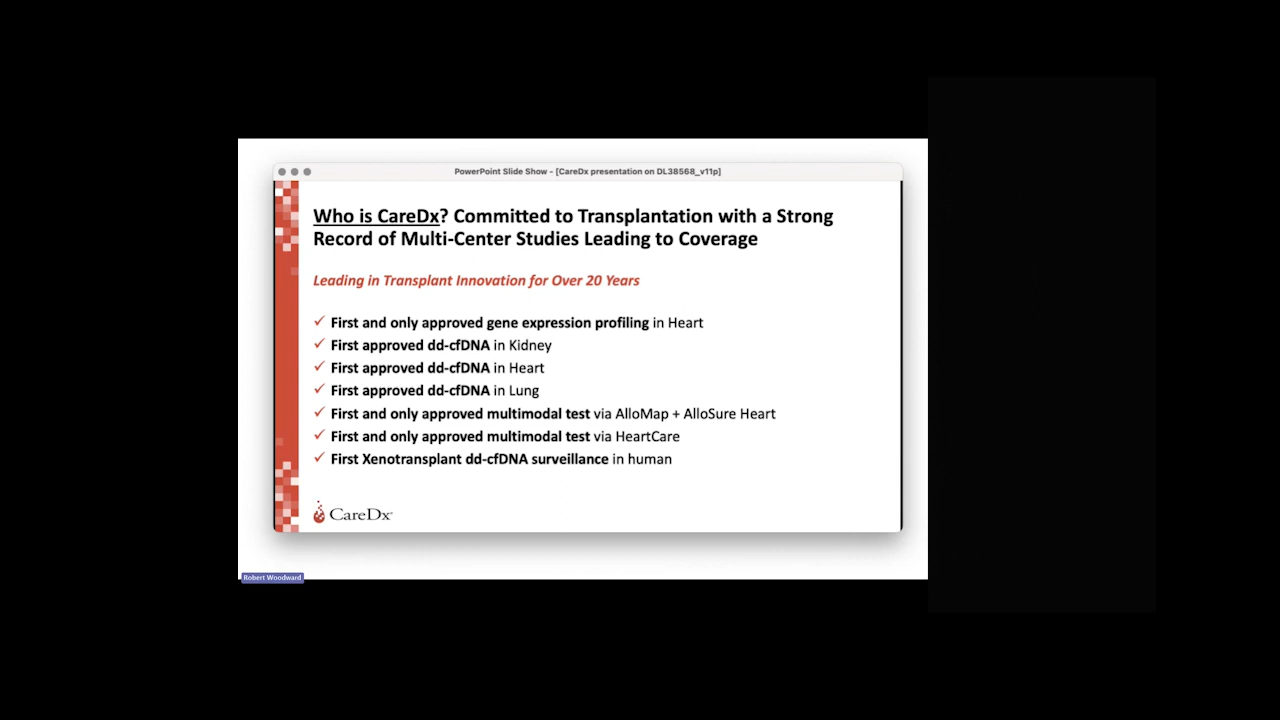 PowerPoint Slide Show - [CareDx presentation on DL38568_v11p]
Who is CareDx? Committed to Transplantation with a Strong
Record of Multi-Center Studies Leading to Coverage
Leading in Transplant Innovation for Over 20 Years
✓ First and only approved gene expression profiling in Heart
✓ First approved dd-cfDNA in Kidney
✓ First approved dd-cfDNA in Heart
✓ First approved dd-cfDNA in Lung
✓ First and only approved multimodal test via AlloMap + AlloSure Heart
✓ First and only approved multimodal test via HeartCare
✓ First Xenotransplant dd-cfDNA surveillance in human
CareDx
Robert Woodward